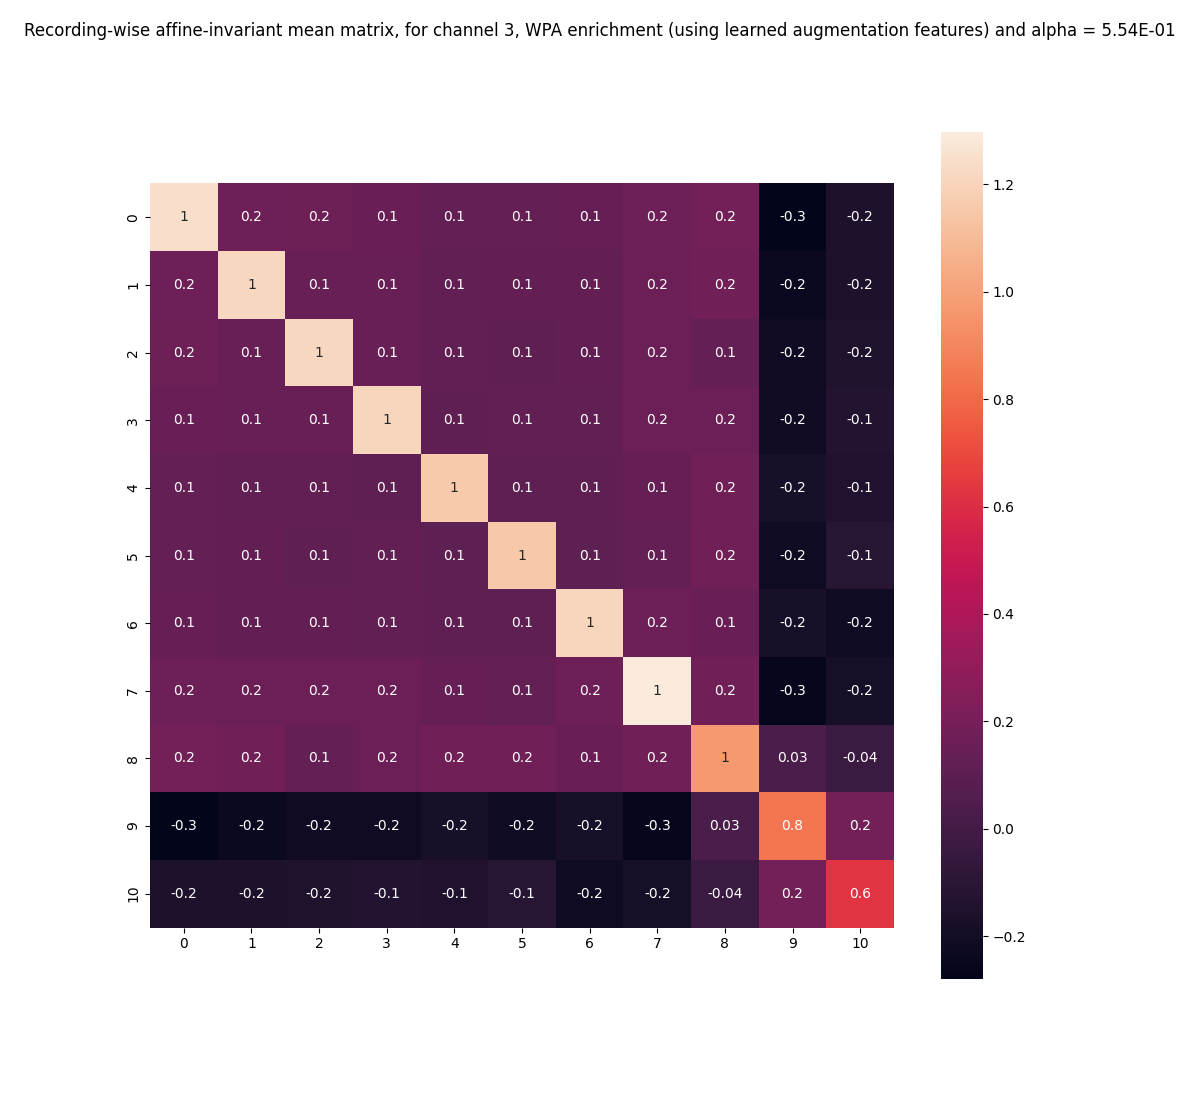 Recording-wise affine-invariant mean matrix, for channel 3, WPA enrichment (using learned augmentation features) and alpha = 5.54E-01
0 1 0.2 0.2 0.1 0.1 0.1 0.1 0.2 0.2 -0.3 -0.2
1 0.2 1 0.1 0.1 0.1 0.1 0.1 0.2 0.2 -0.2 -0.2
2 0.2 0.1 1 0.1 0.1 0.1 0.1 0.2 0.1 -0.2 -0.2
3 0.1 0.1 0.1 1 0.1 0.1 0.1 0.2 0.2 -0.2 -0.1
4 0.1 0.1 0.1 0.1 1 0.1 0.1 0.1 0.2 -0.2 -0.1
5 0.1 0.1 0.1 0.1 0.1 1 0.1 0.1 0.2 -0.2 -0.1
6 0.1 0.1 0.1 0.1 0.1 0.1 1 0.2 0.1 -0.2 -0.2
7 0.2 0.2 0.2 0.2 0.1 0.1 0.2 1 0.2 -0.3 -0.2
8 0.2 0.2 0.1 0.2 0.2 0.2 0.1 0.2 1 0.03 -0.04
9 -0.3 -0.2 -0.2 -0.2 -0.2 -0.2 -0.2 -0.3 0.03 0.8 0.2
10 -0.2 -0.2 -0.2 -0.1 -0.1 -0.1 -0.2 -0.2 -0.04 0.2 0.6
0 1 2 3 4 5 6 7 8 9 10
1.2
1.0
0.8
0.6
0.4
0.2
0.0
−0.2